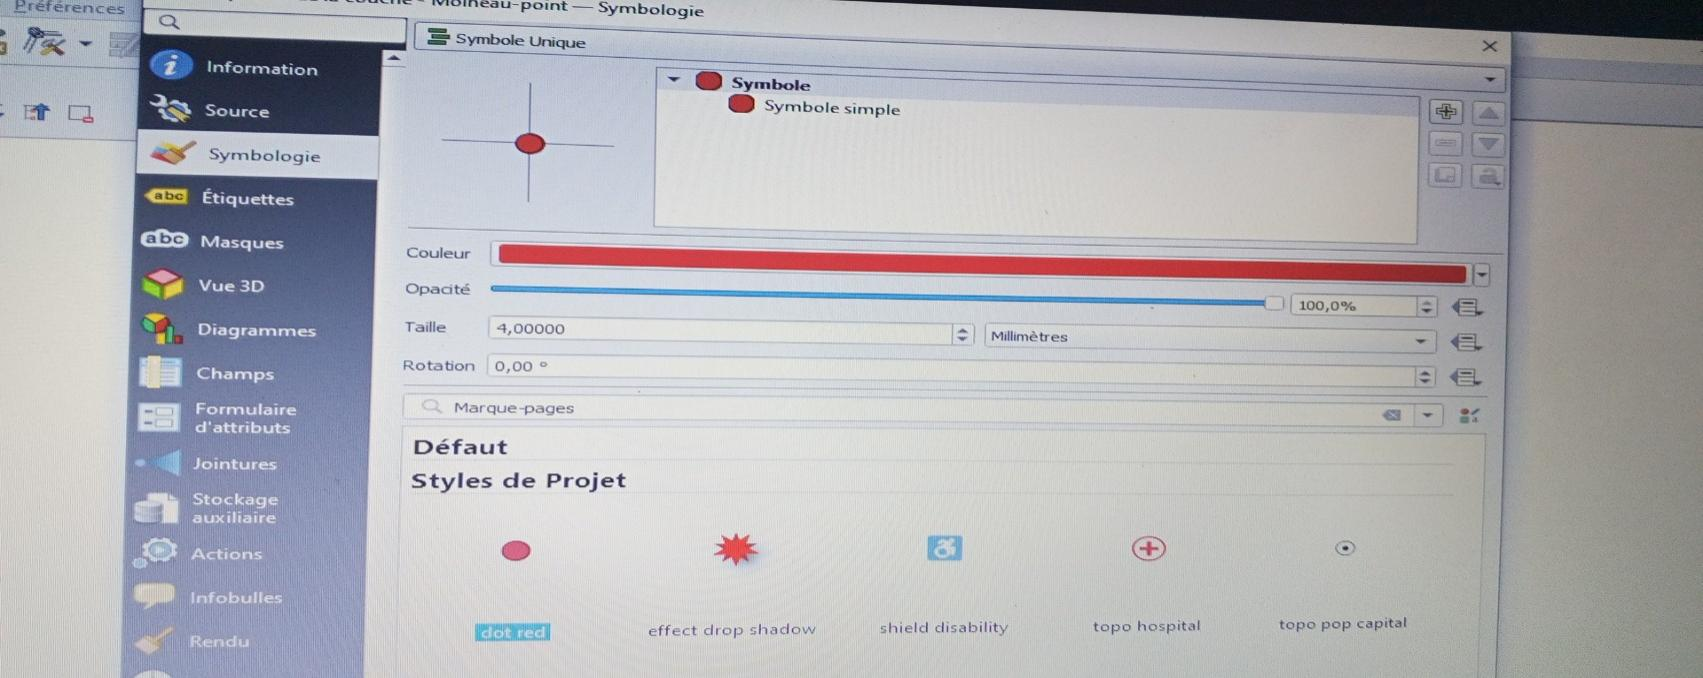 Préférences
Moineau-point — Symbologie
Symbole Unique
Information
Source
Symbologie
Étiquettes
Masques
Vue 3D
Diagrammes
Champs
Formulaire
d'attributs
Jointures
Stockage
auxiliaire
Actions
Infobulles
Rendu
Symbole
Symbole simple
abc
abc
Couleur
Opacité
100,0%
Taille
4,00000
Millimètres
Rotation
0,00 °
Marque-pages
Défaut
Styles de Projet
dot red
effect drop shadow
shield disability
topo hospital
topo pop capital